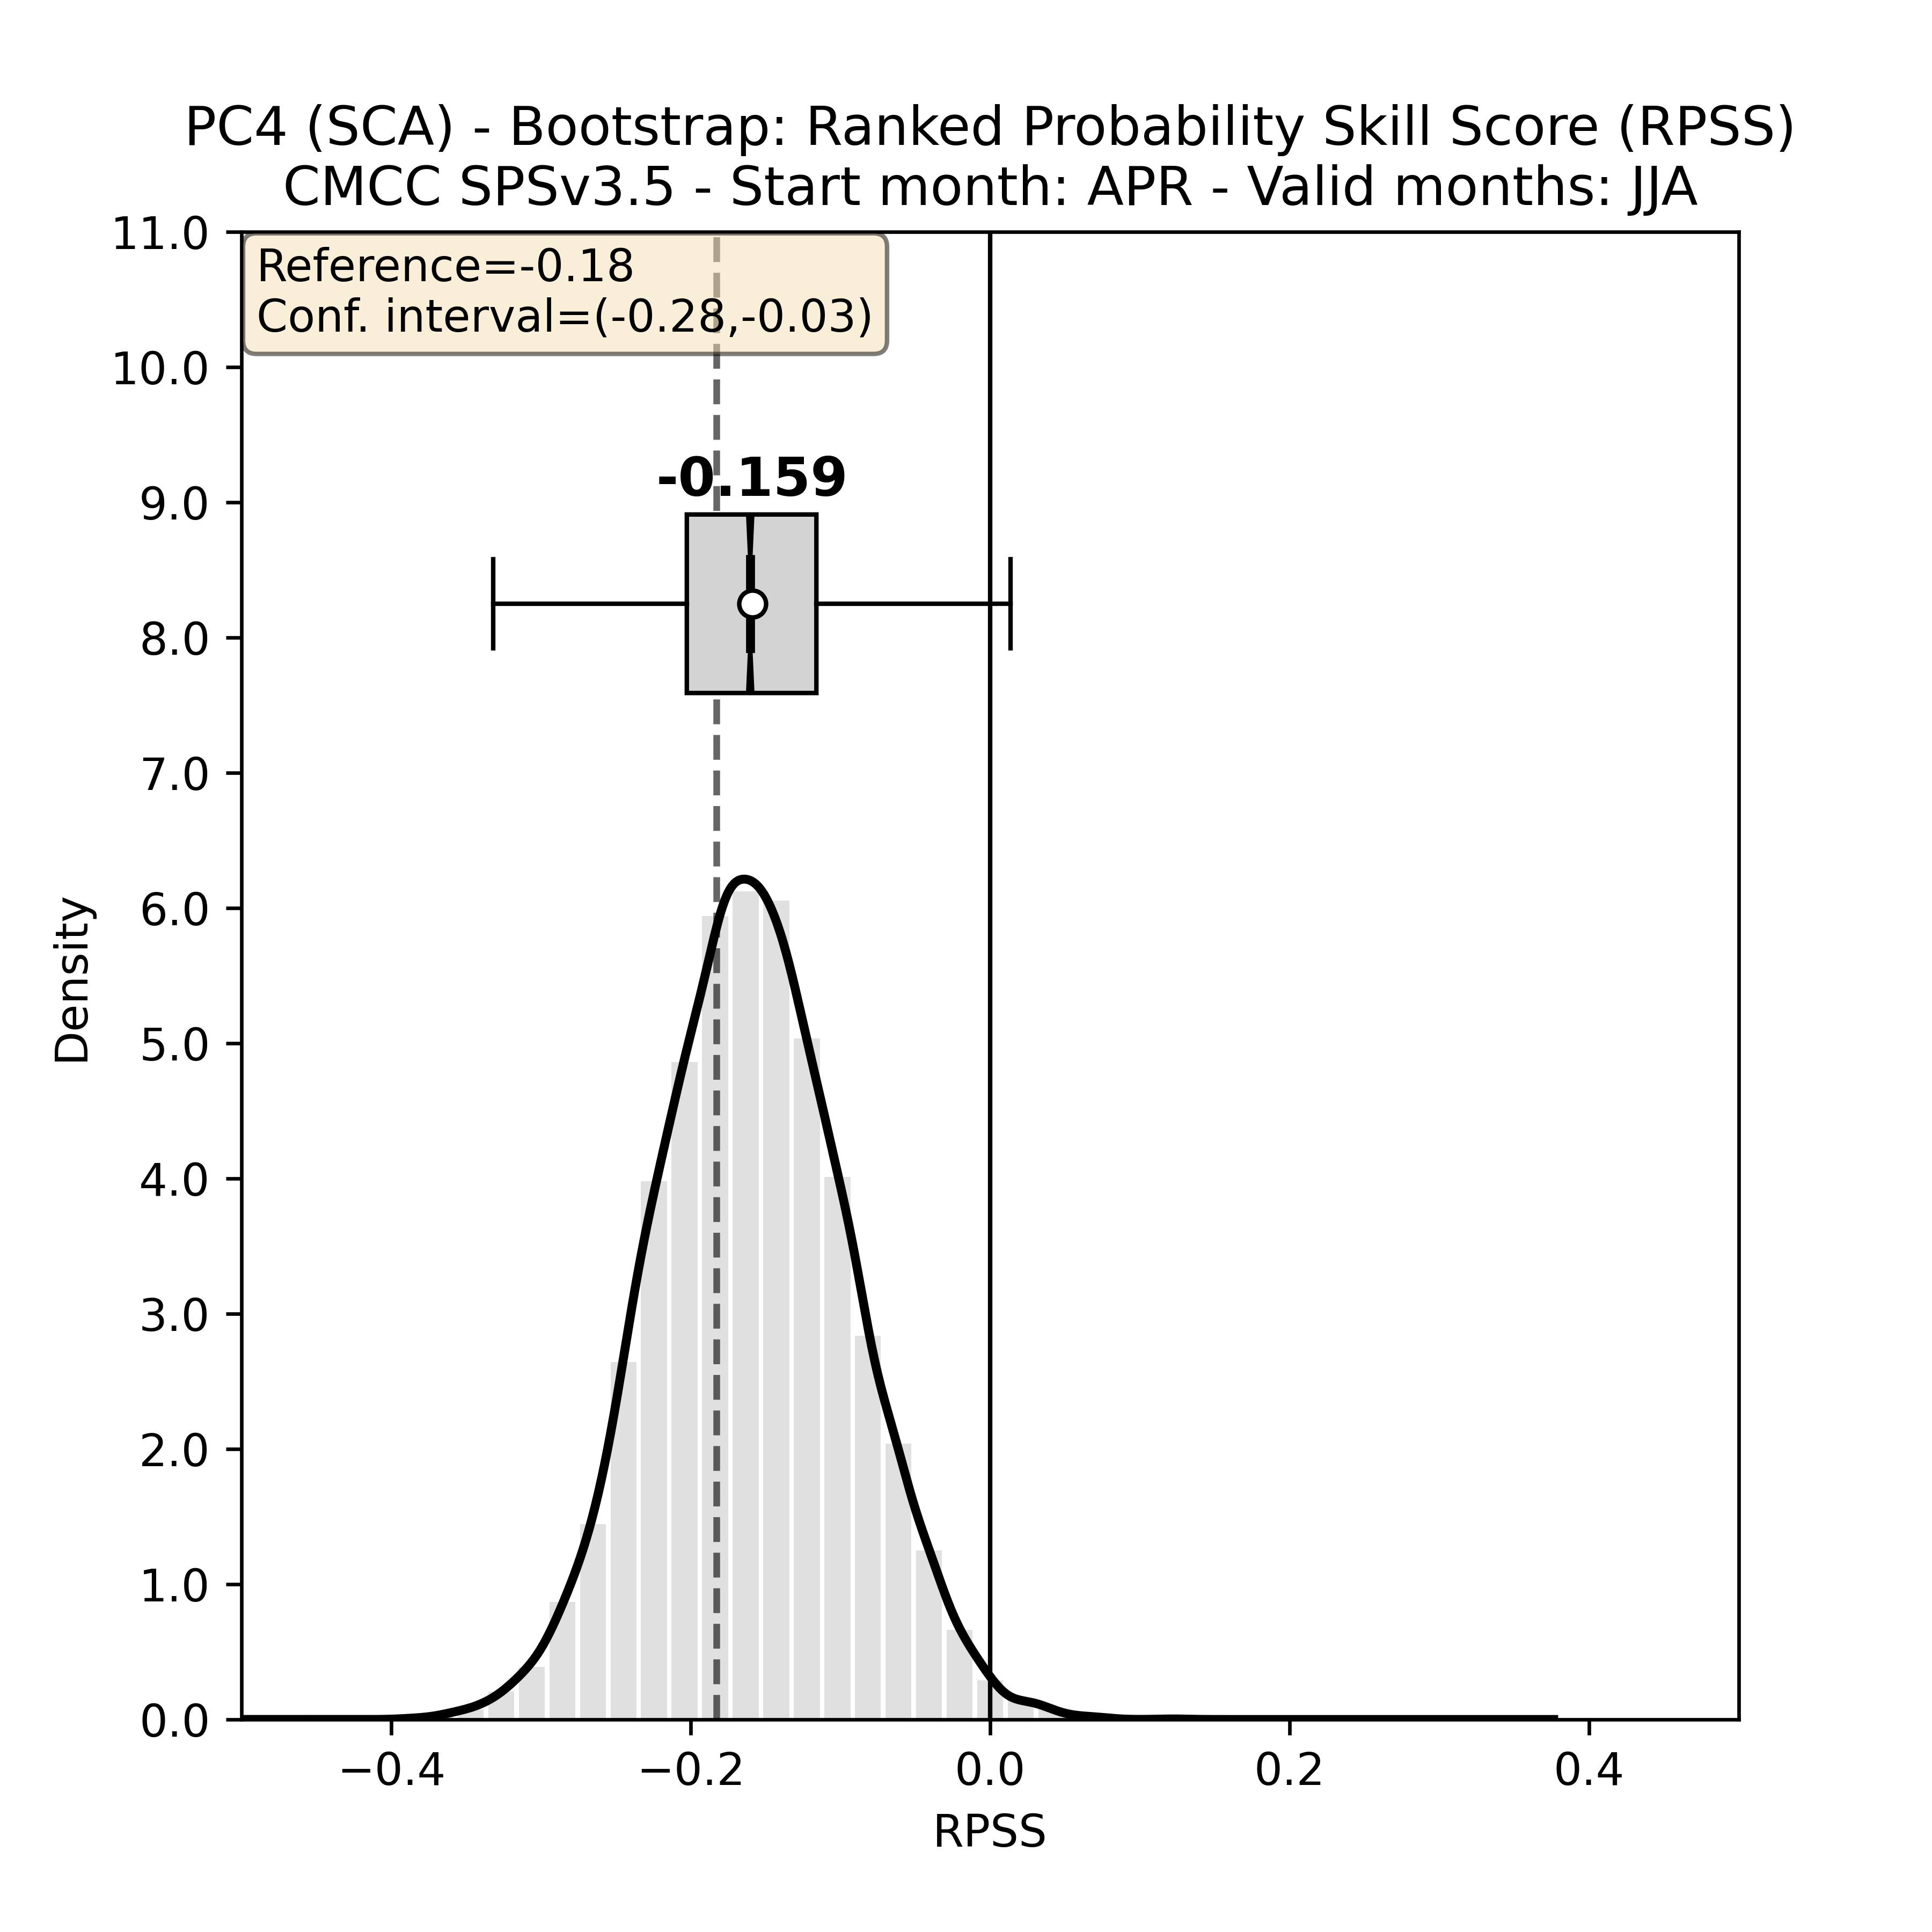 PC4 (SCA) - Bootstrap: Ranked Probability Skill Score (RPSS)
CMCC SPSv3.5 - Start month: APR - Valid months: JJA
11.0
Reference=-0.18
Conf. interval=(-0.28,-0.03)
10.0
-0.159
9.0
8.0
7.0
6.0
Density
5.0
4.0
3.0
2.0
1.0
0.0
−0.4 −0.2 0.0 0.2 0.4
RPSS